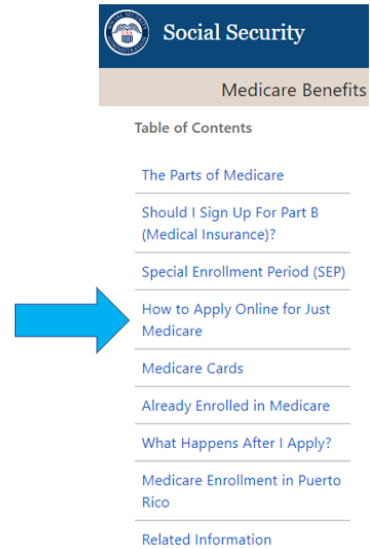 Social Security
Medicare Benefits
Table of Contents
The Parts of Medicare
Should I Sign Up For Part B
(Medical Insurance)?
Special Enrollment Period (SEP)
How to Apply Online for Just
Medicare
Medicare Cards
Already Enrolled in Medicare
What Happens After I Apply?
Medicare Enrollment in Puerto
Rico
Related Information